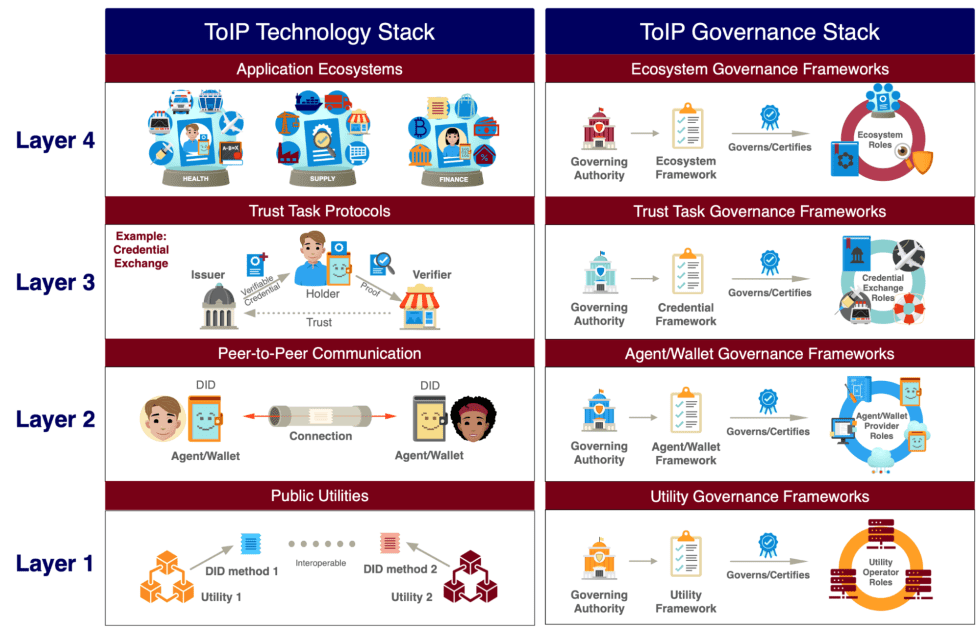 ToIP Technology Stack
ToIP Governance Stack
Layer 4
Application Ecosystems
A-B=X
HEALTH
SUPPLY
FINANCE
Ecosystem Governance Frameworks
Governing
Authority
Ecosystem
Framework
Governs/Certifies
Ecosystem
Roles
Layer 3
Trust Task Protocols
Example:
Credential
Exchange
Issuer
Verifiable
Credential
Holder
Proof
Verifier
Trust
Trust Task Governance Frameworks
Governing
Authority
Credential
Framework
Governs/Certifies
Credential
Exchange
Roles
Layer 2
Peer-to-Peer Communication
DID
Agent/Wallet
Connection
DID
Agent/Wallet
Agent/Wallet Governance Frameworks
Governing
Authority
Agent/Wallet
Framework
Governs/Certifies
Agent/Wallet
Provider
Roles
Layer 1
Public Utilities
DID method 1
Utility 1
Interoperable
DID method 2
Utility 2
Utility Governance Frameworks
Governing
Authority
Utility
Framework
Governs/Certifies
Utility
Operator
Roles